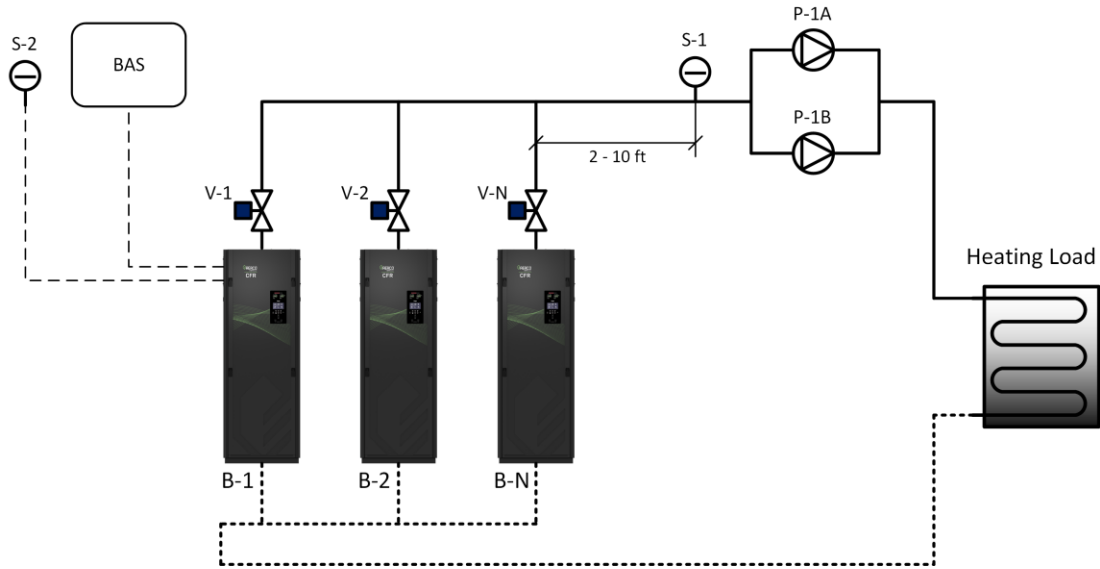 P-1A
S-2
S-1
BAS
P-1B
2 - 10 ft
V-1
V-2
V-N
Heating Load
CFR
CFR
CFR
B-1
B-2
B-N